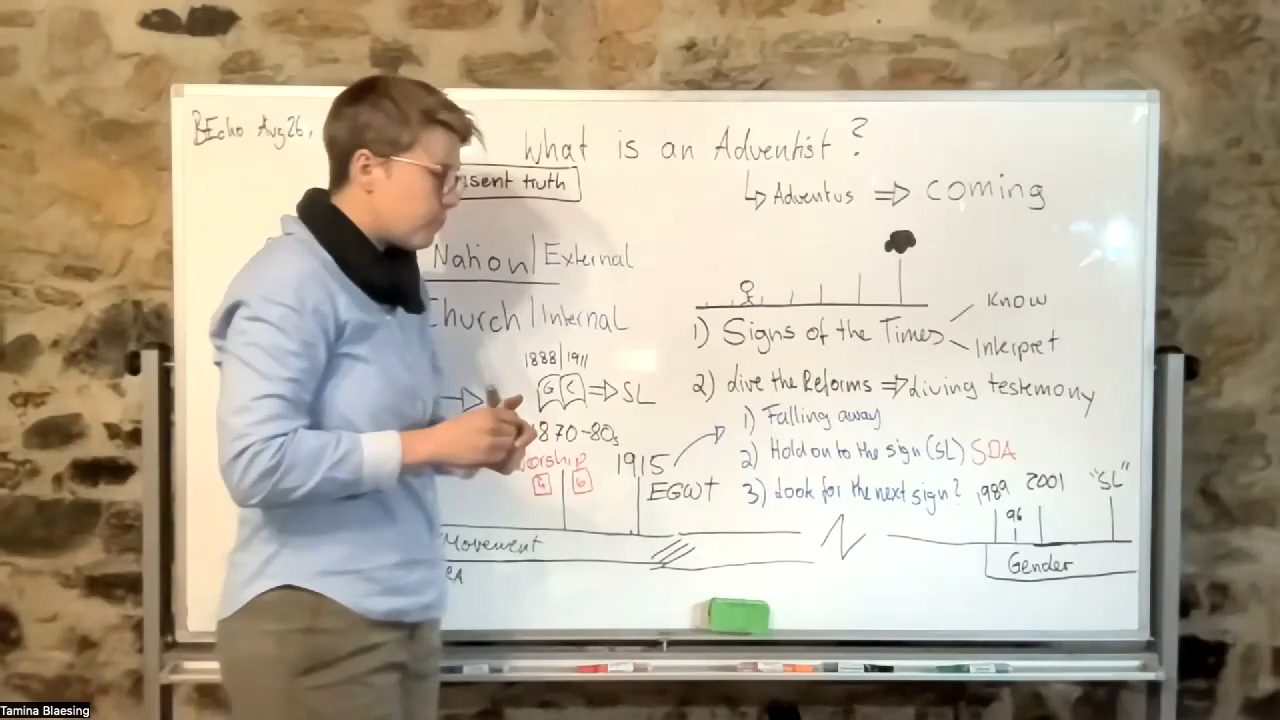 BEcho Aug 26,
What is an Adventist?
esent truth
↳ Adventus ⇒ coming
Nation | External
Church | Internal
1) Signs of the Times
Know
Interpret
1888 | 1911
G C ⇒ SL
2) Live the Reforms ⇒ Living testemony
1) Falling away
1870-80s
2) Hold on to the sign (SL) SDA
orship
1915
EGW†
3) Look for the next sign?
1989
96
2001
"SL"
Movement
Gender
Tamina Blaesing